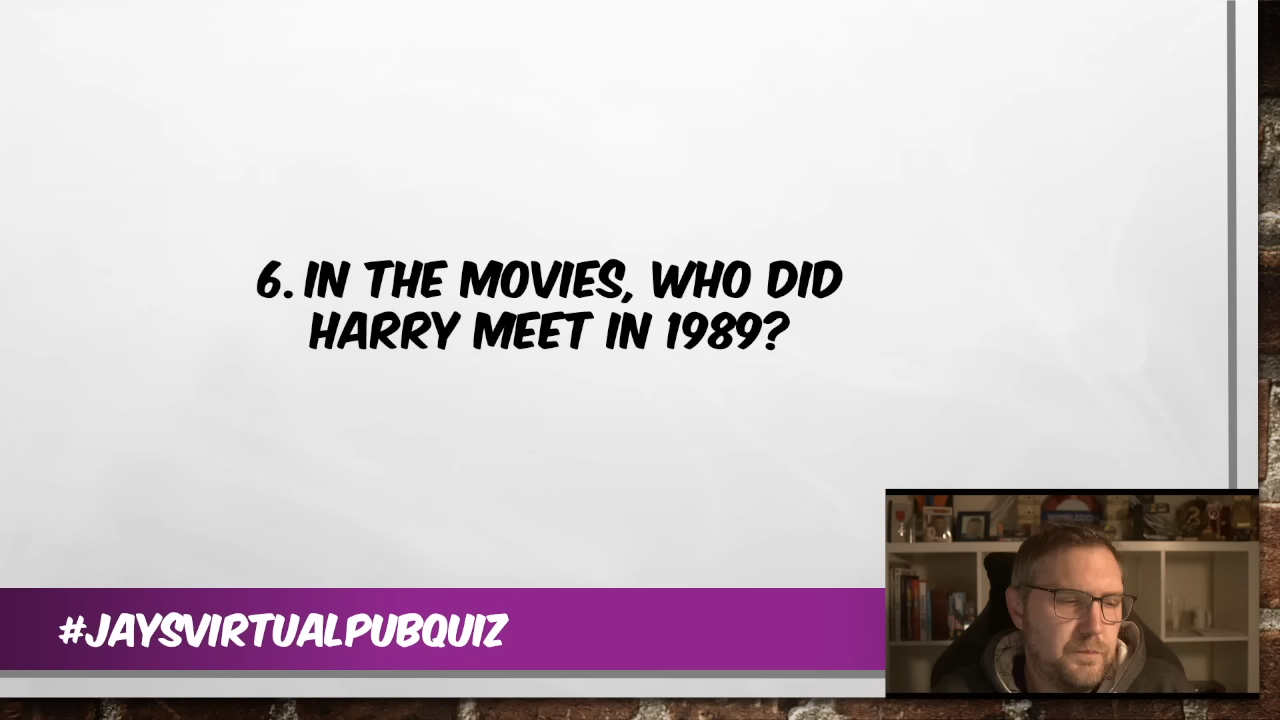 6. IN THE MOVIES, WHO DID
HARRY MEET IN 1989?
#JAYSVIRTUALPUBQUIZ